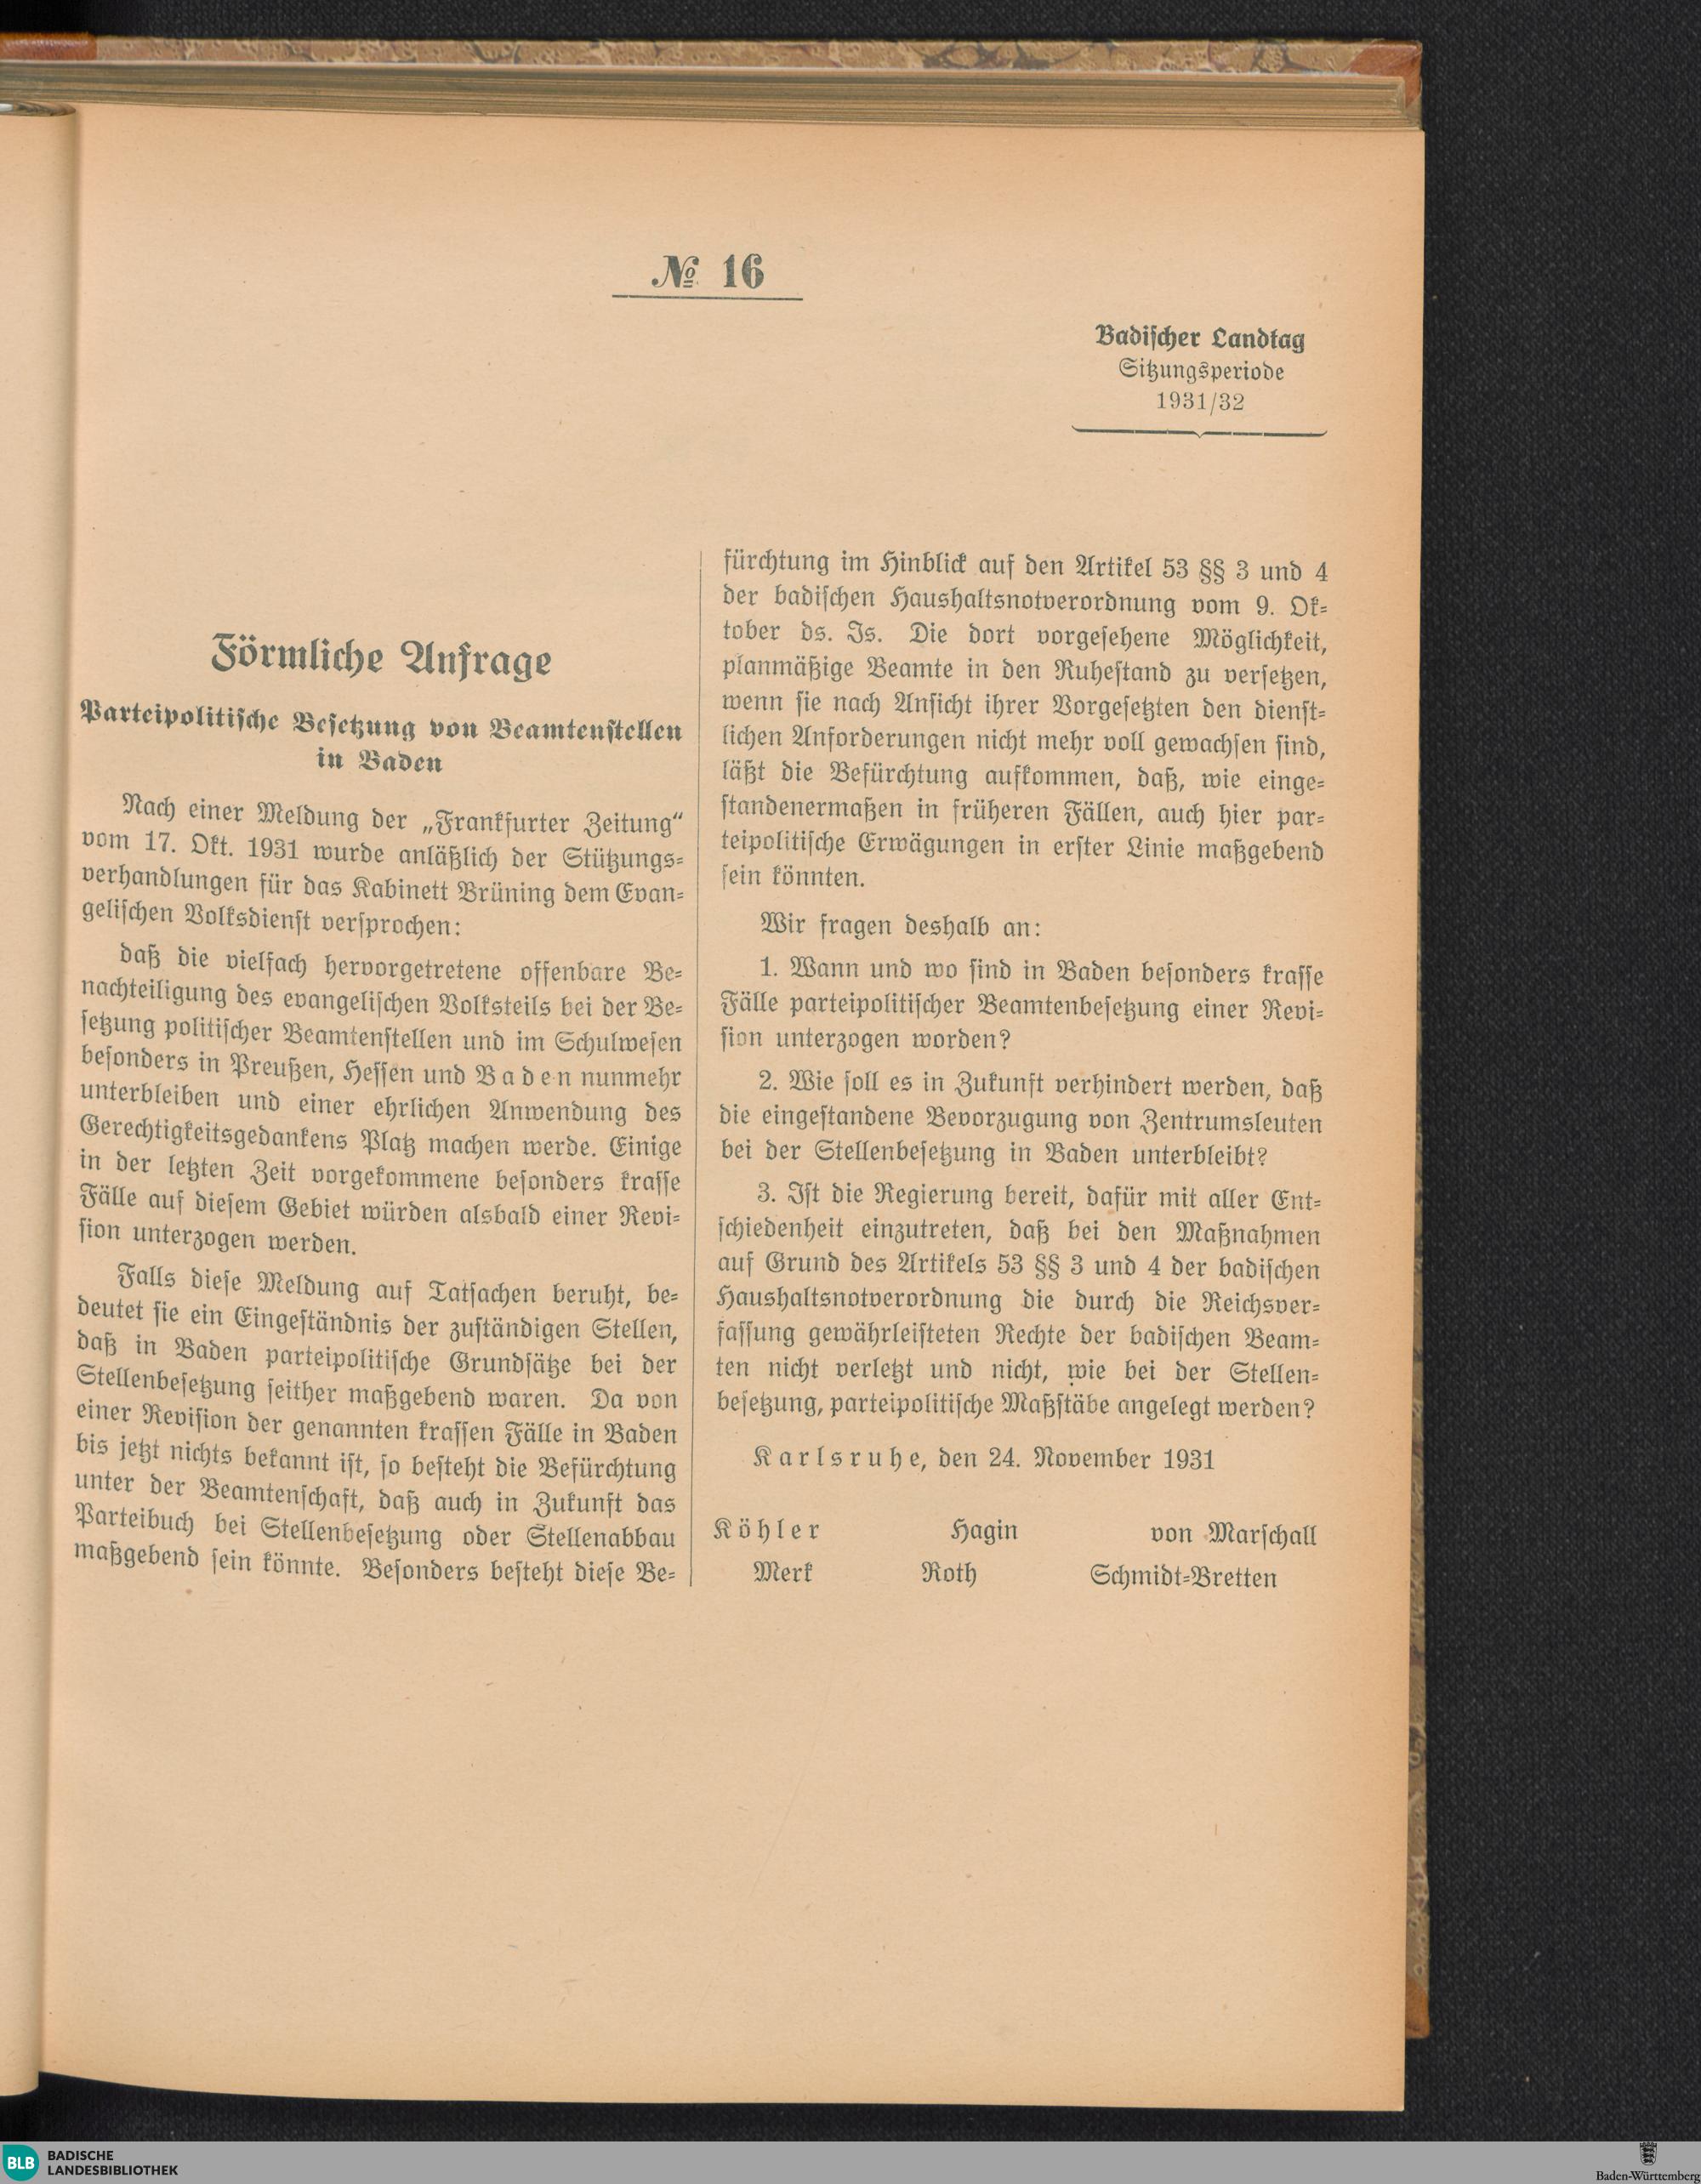 № 16
Badischer Landtag
Sitzungsperiode
1931/32
Förmliche Anfrage
Parteipolitische Besetzung von Beamtenstellen
in Baden
Nach einer Meldung der „Frankfurter Zeitung“
vom 17. Okt. 1931 wurde anläßlich der Stützungs-
verhandlungen für das Kabinett Brüning dem Evan-
gelischen Volksdienst versprochen:
daß die vielfach hervorgetretene offenbare Be-
nachteiligung des evangelischen Volksteils bei der Be-
setzung politischer Beamtenstellen und im Schulwesen
besonders in Preußen, Hessen und Baden nunmehr
unterbleiben und einer ehrlichen Anwendung des
Gerechtigkeitsgedankens Platz machen werde. Einige
in der letzten Zeit vorgekommene besonders krasse
Fälle auf diesem Gebiet würden alsbald einer Revi-
sion unterzogen werden.
Falls diese Meldung auf Tatsachen beruht, be-
deutet sie ein Eingeständnis der zuständigen Stellen,
daß in Baden parteipolitische Grundsätze bei der
Stellenbesetzung seither maßgebend waren. Da von
einer Revision der genannten krassen Fälle in Baden
bis jetzt nichts bekannt ist, so besteht die Befürchtung
unter der Beamtenschaft, daß auch in Zukunft das
Parteibuch bei Stellenbesetzung oder Stellenabbau
maßgebend sein könnte. Besonders besteht diese Be-
fürchtung im Hinblick auf den Artikel 53 §§ 3 und 4
der badischen Haushaltsnotverordnung vom 9. Ok-
tober ds. Js. Die dort vorgesehene Möglichkeit,
planmäßige Beamte in den Ruhestand zu versetzen,
wenn sie nach Ansicht ihrer Vorgesetzten den dienst-
lichen Anforderungen nicht mehr voll gewachsen sind,
läßt die Befürchtung aufkommen, daß, wie einge-
standenermaßen in früheren Fällen, auch hier par-
teipolitische Erwägungen in erster Linie maßgebend
sein könnten.
Wir fragen deshalb an:
1. Wann und wo sind in Baden besonders krasse
Fälle parteipolitischer Beamtenbesetzung einer Revi-
sion unterzogen worden?
2. Wie soll es in Zukunft verhindert werden, daß
die eingestandene Bevorzugung von Zentrumsleuten
bei der Stellenbesetzung in Baden unterbleibt?
3. Ist die Regierung bereit, dafür mit aller Ent-
schiedenheit einzutreten, daß bei den Maßnahmen
auf Grund des Artikels 53 §§ 3 und 4 der badischen
Haushaltsnotverordnung die durch die Reichsver-
fassung gewährleisteten Rechte der badischen Beam-
ten nicht verletzt und nicht, wie bei der Stellen-
besetzung, parteipolitische Maßstäbe angelegt werden?
Karlsruhe, den 24. November 1931
Köhler Hagin von Marschall
Merk Roth Schmidt-Bretten
BLB BADISCHE
LANDESBIBLIOTHEK
Baden-Württemberg